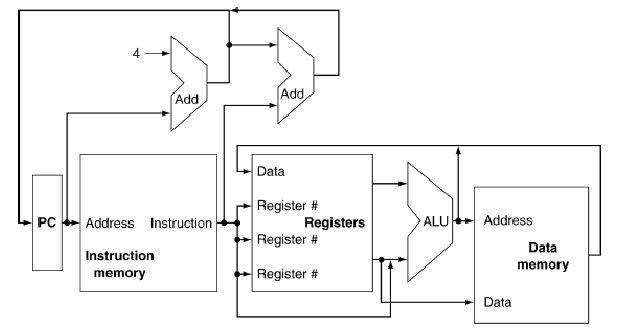 4
Add
Add
PC
Address
Instruction
Instruction
memory
Data
Register #
Registers
Register #
Register #
ALU
Address
Data
memory
Data